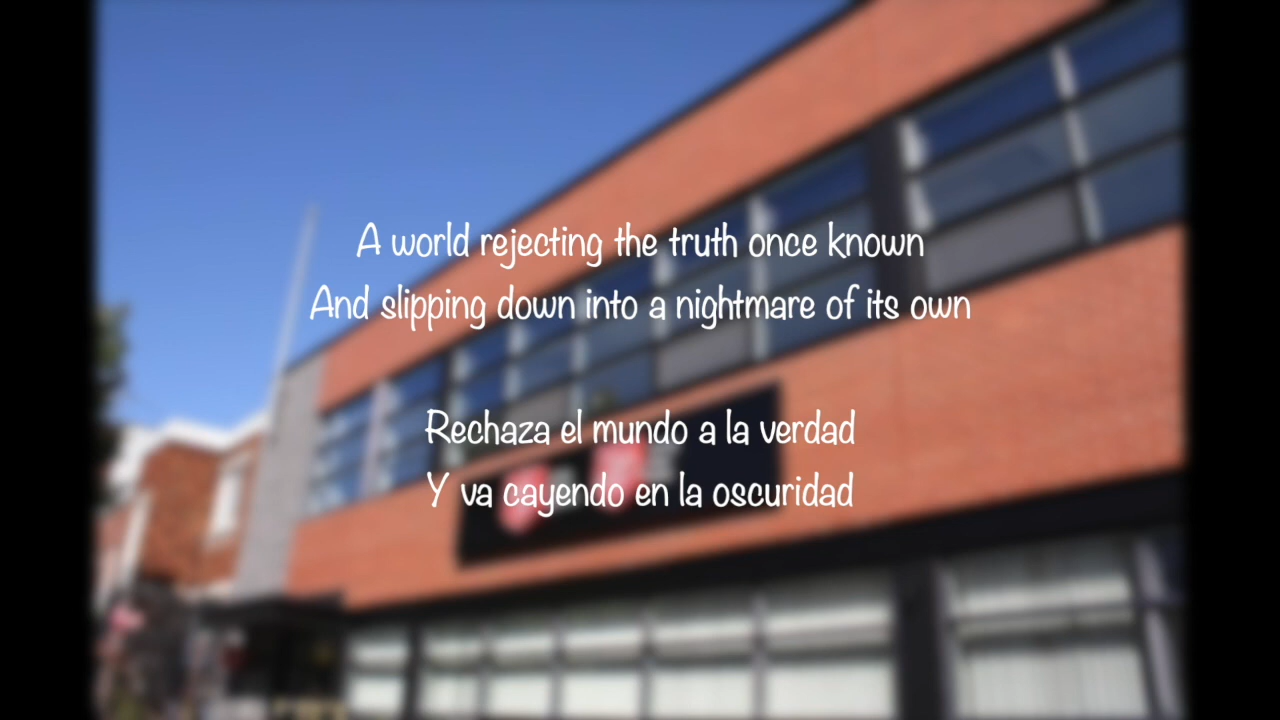 A world rejecting the truth once known
And slipping down into a nightmare of its own
Rechaza el mundo a la verdad
Y va cayendo en la oscuridad